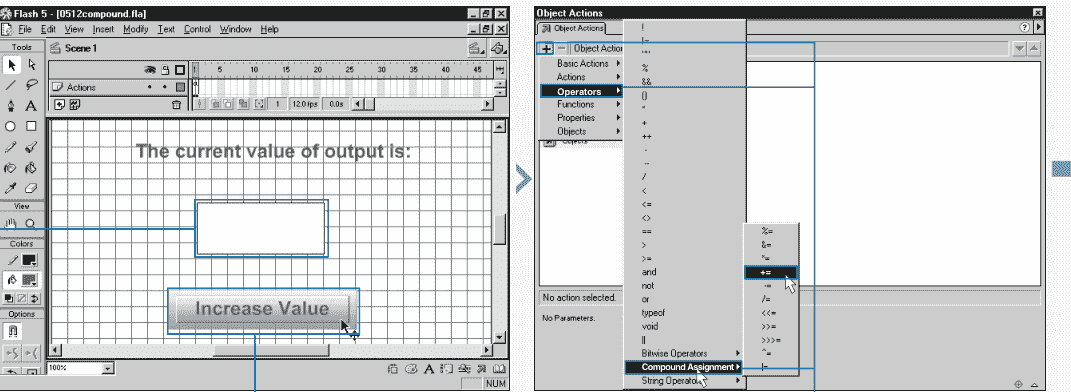 Flash 5 - [0512compound.fla]
File Edit View Insert Modify Text Control Window Help
Tools
Scene 1
1 5 10 15 20 25 30 35 40 45
Actions
1 12.0 fps 0.0s
The current value of output is:
View
Colors
Increase Value
Options
100%
NUM
Object Actions
Object Actions
+ - Object Action
Basic Actions
Actions
Operators
Functions
Properties
Objects
Objects
!
!=
""
%
&&
()
*
+
++
-
--
/
<
<=
<>
==
>
>=
and
not
or
typeof
void
||
Bitwise Operators
Compound Assignment
String Operato
%=
&=
*=
+=
-=
/=
<<=
>>=
>>>=
^=
|=
No action selected.
No Parameters.